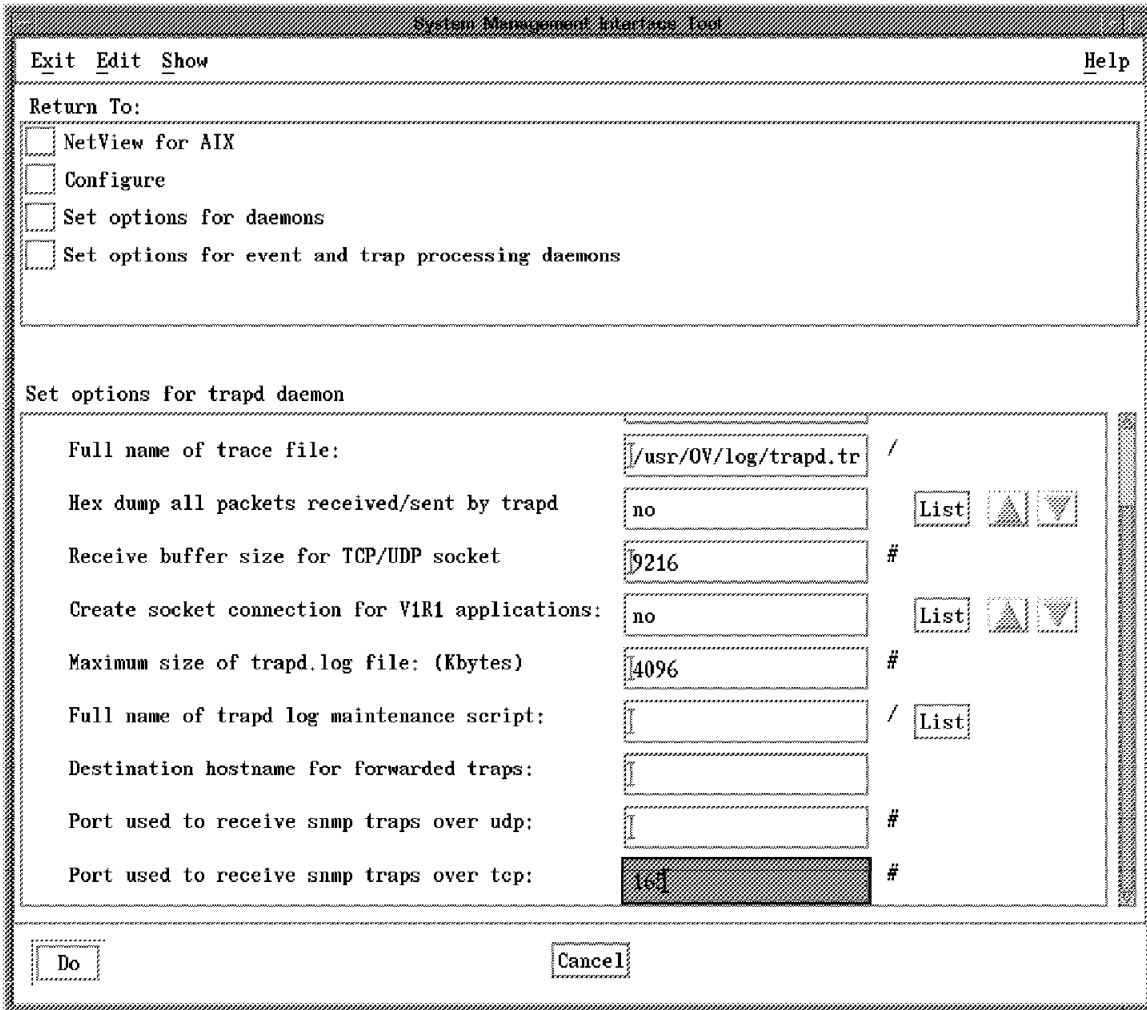 System Management Interface Tool
Exit Edit Show Help
Return To:
NetView for AIX
Configure
Set options for daemons
Set options for event and trap processing daemons
Set options for trapd daemon
Full name of trace file: /usr/OV/log/trapd.tr /
Hex dump all packets received/sent by trapd no List
Receive buffer size for TCP/UDP socket 9216 #
Create socket connection for V1R1 applications: no List
Maximum size of trapd.log file: (Kbytes) 4096 #
Full name of trapd log maintenance script: / List
Destination hostname for forwarded traps:
Port used to receive snmp traps over udp: #
Port used to receive snmp traps over tcp: #
Do Cancel